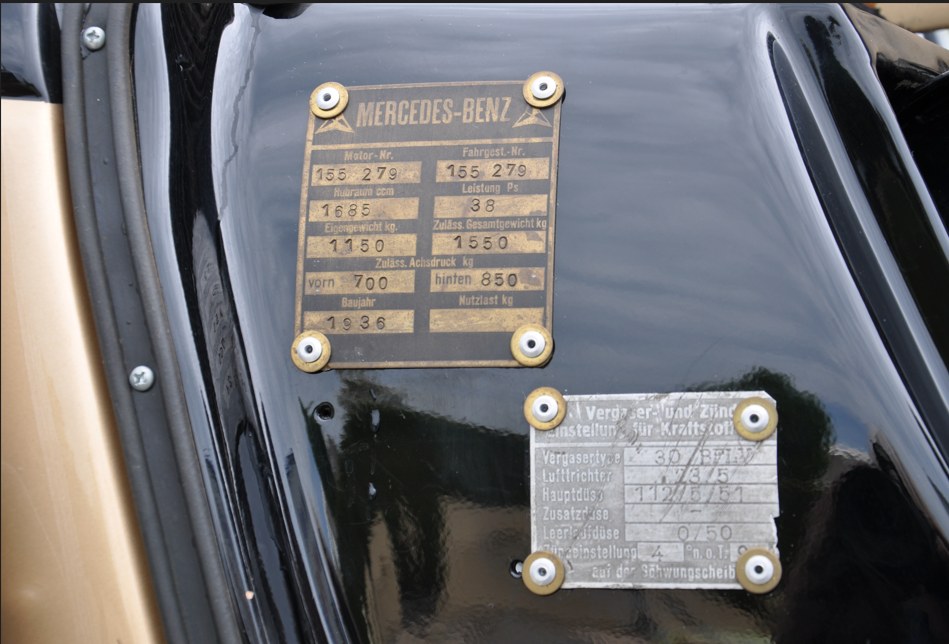 MERCEDES-BENZ
Motor-Nr. Fahrgest.-Nr.
155 279 155 279
Hubraum ccm Leistung Ps
1685 38
Eigengewicht kg. Zuläss. Gesamtgewicht kg
1150 1550
Zuläss. Achsdruck kg
vorn 700 hinten 850
Baujahr Nutzlast kg
1936
Vergaser- und Zünd
Einstellung für Kraftstoff
Vergasertype 30
Lufttrichter 23/5
Hauptdüse 112/5/51
Zusatzdüse -
Leerlaufdüse 0/50
Zündeinstellung 4 °n.o.T. 
auf der Schwungscheib